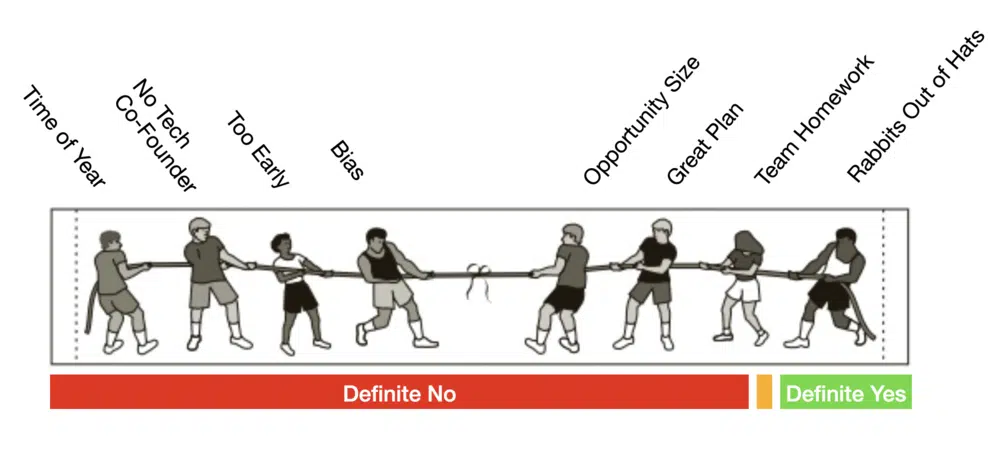 Time of Year
No Tech
Co-Founder
Too Early
Bias
Opportunity Size
Great Plan
Team Homework
Rabbits Out of Hats
Definite No
Definite Yes